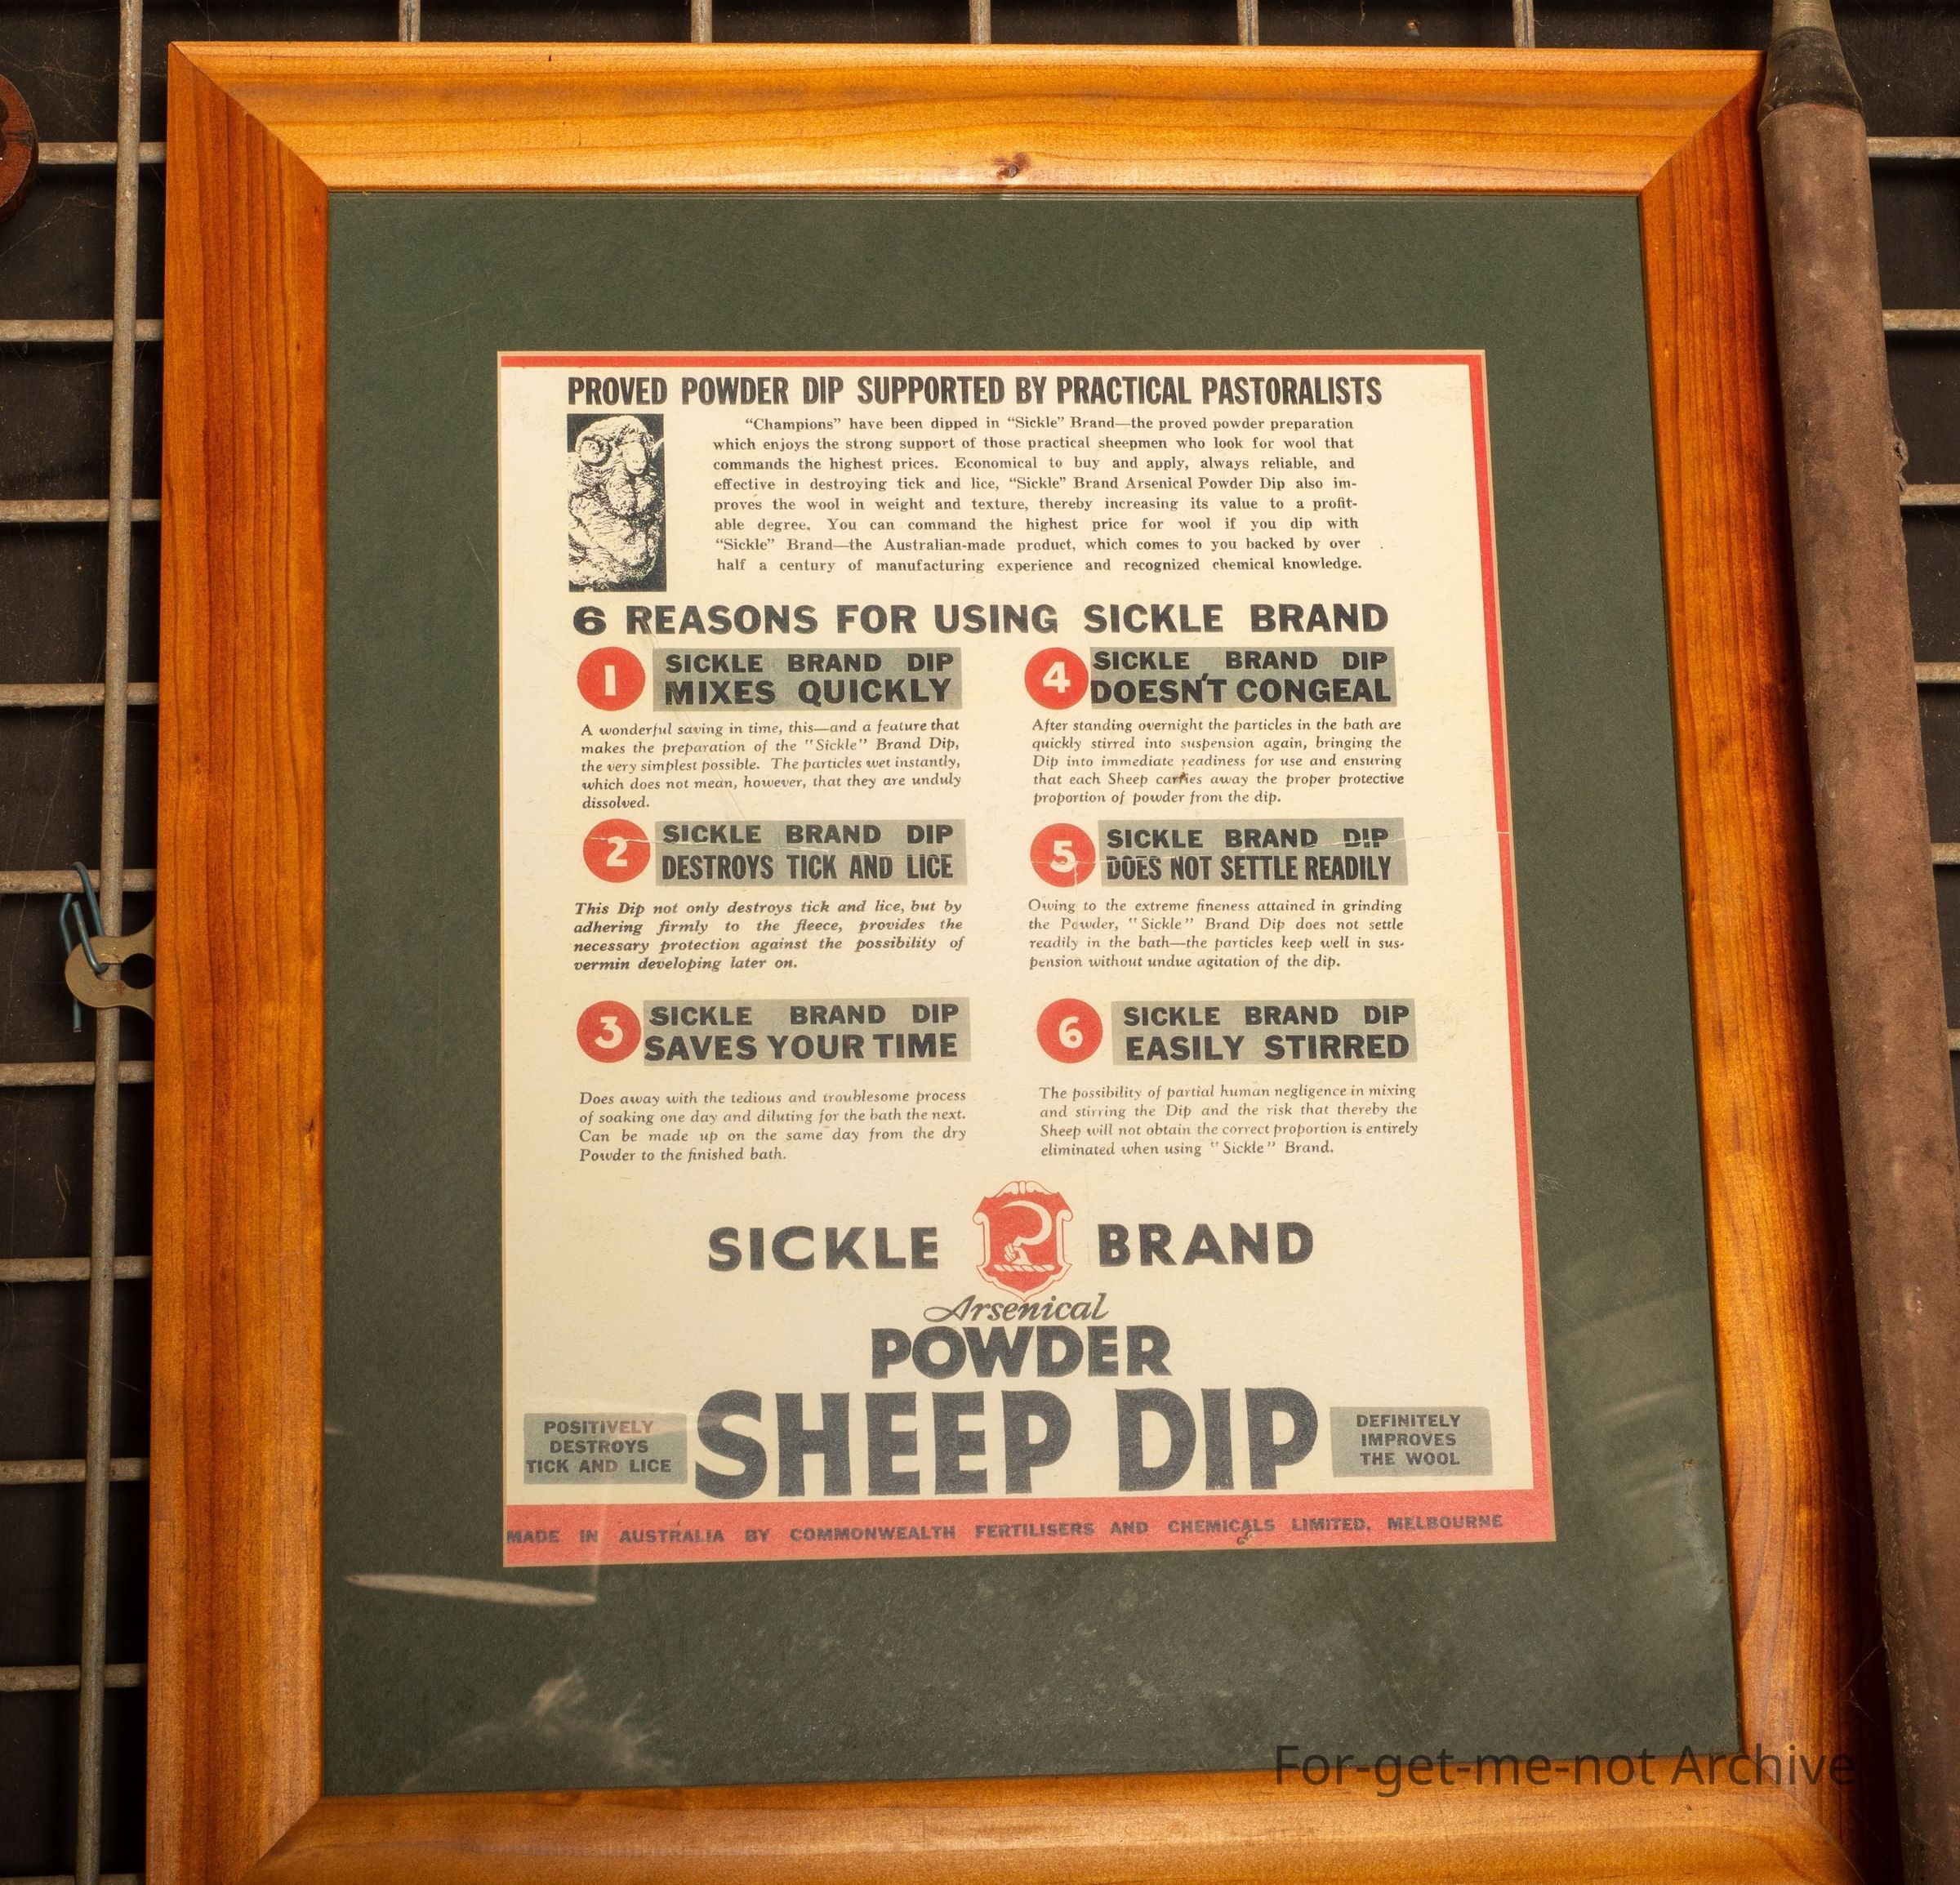 PROVED POWDER DIP SUPPORTED BY PRACTICAL PASTORALISTS
"Champions" have been dipped in "Sickle" Brand—the proved powder preparation
which enjoys the strong support of those practical sheepmen who look for wool that
commands the highest prices. Economical to buy and apply, always reliable, and
effective in destroying tick and lice, "Sickle" Brand Arsenical Powder Dip also im-
proves the wool in weight and texture, thereby increasing its value to a profit-
able degree. You can command the highest price for wool if you dip with
"Sickle" Brand—the Australian-made product, which comes to you backed by over
half a century of manufacturing experience and recognized chemical knowledge.
6 REASONS FOR USING SICKLE BRAND
1
SICKLE BRAND DIP
MIXES QUICKLY
A wonderful saving in time, this—and a feature that
makes the preparation of the "Sickle" Brand Dip,
the very simplest possible. The particles wet instantly,
which does not mean, however, that they are unduly
dissolved.
2
SICKLE BRAND DIP
DESTROYS TICK AND LICE
This Dip not only destroys tick and lice, but by
adhering firmly to the fleece, provides the
necessary protection against the possibility of
vermin developing later on.
3
SICKLE BRAND DIP
SAVES YOUR TIME
Does away with the tedious and troublesome process
of soaking one day and diluting for the bath the next.
Can be made up on the same day from the dry
Powder to the finished bath.
4
SICKLE BRAND DIP
DOESN'T CONGEAL
After standing overnight the particles in the bath are
quickly stirred into suspension again, bringing the
Dip into immediate readiness for use and ensuring
that each Sheep carries away the proper protective
proportion of powder from the dip.
5
SICKLE BRAND DIP
DOES NOT SETTLE READILY
Owing to the extreme fineness attained in grinding
the Powder, "Sickle" Brand Dip does not settle
readily in the bath—the particles keep well in sus-
pension without undue agitation of the dip.
6
SICKLE BRAND DIP
EASILY STIRRED
The possibility of partial human negligence in mixing
and stirring the Dip and the risk that thereby the
Sheep will not obtain the correct proportion is entirely
eliminated when using "Sickle" Brand.
SICKLE BRAND
Arsenical
POWDER
SHEEP DIP
POSITIVELY
DESTROYS
TICK AND LICE
DEFINITELY
IMPROVES
THE WOOL
MADE IN AUSTRALIA BY COMMONWEALTH FERTILISERS AND CHEMICALS LIMITED, MELBOURNE
For-get-me-not Archive